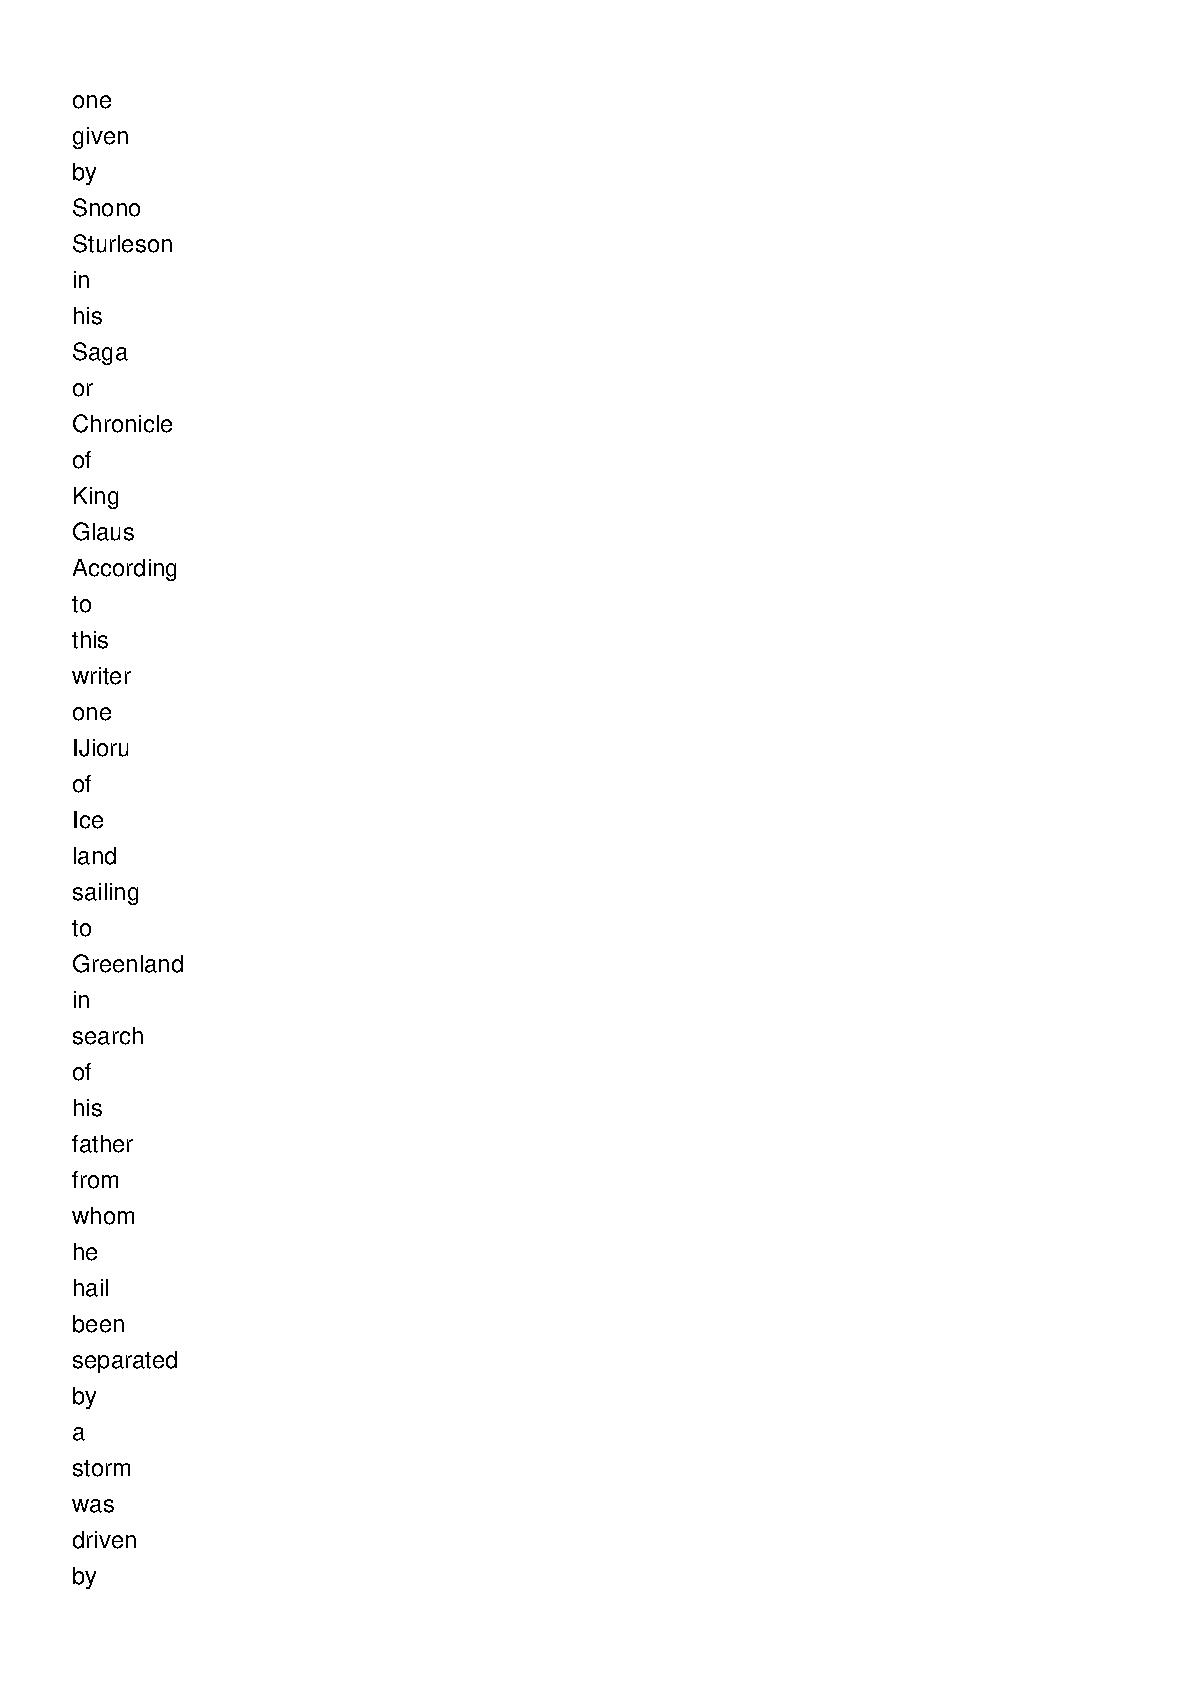 one
given
by
Snono
Sturleson
in
his
Saga
or
Chronicle
of
King
Glaus
According
to
this
writer
one
IJioru
of
Ice
land
sailing
to
Greenland
in
search
of
his
father
from
whom
he
hail
been
separated
by
a
storm
was
driven
by